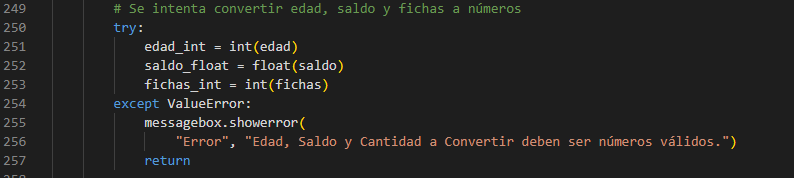 249 # Se intenta convertir edad, saldo y fichas a números
250 try:
251 edad_int = int(edad)
252 saldo_float = float(saldo)
253 fichas_int = int(fichas)
254 except ValueError:
255 messagebox.showerror(
256 "Error", "Edad, Saldo y Cantidad a Convertir deben ser números válidos.")
257 return